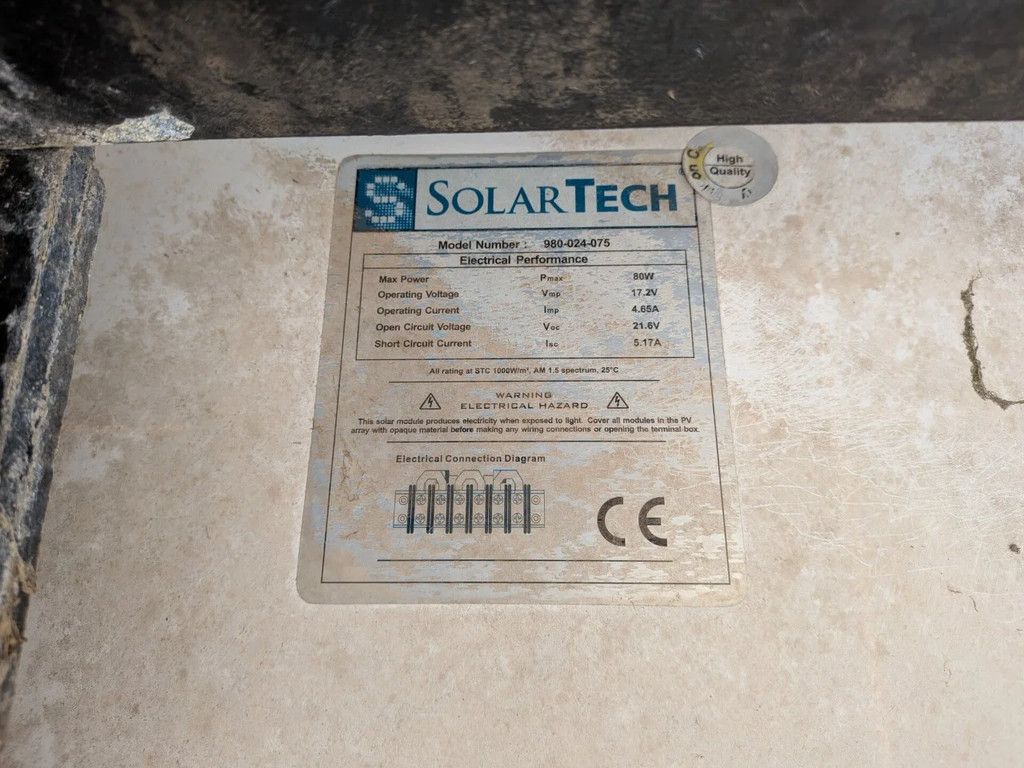 High
Quality
SOLARTECH
Model Number : 980-024-075
Electrical Performance
Max Power Pmax 80W
Operating Voltage Vmp 17.2V
Operating Current Imp 4.65A
Open Circuit Voltage Voc 21.6V
Short Circuit Current Isc 5.17A
All rating at STC 1000W/m², AM 1.5 spectrum, 25°C
WARNING
ELECTRICAL HAZARD
This solar module produces electricity when exposed to light. Cover all modules in the PV
array with opaque material before making any wiring connections or opening the terminal box.
Electrical Connection Diagram
CE